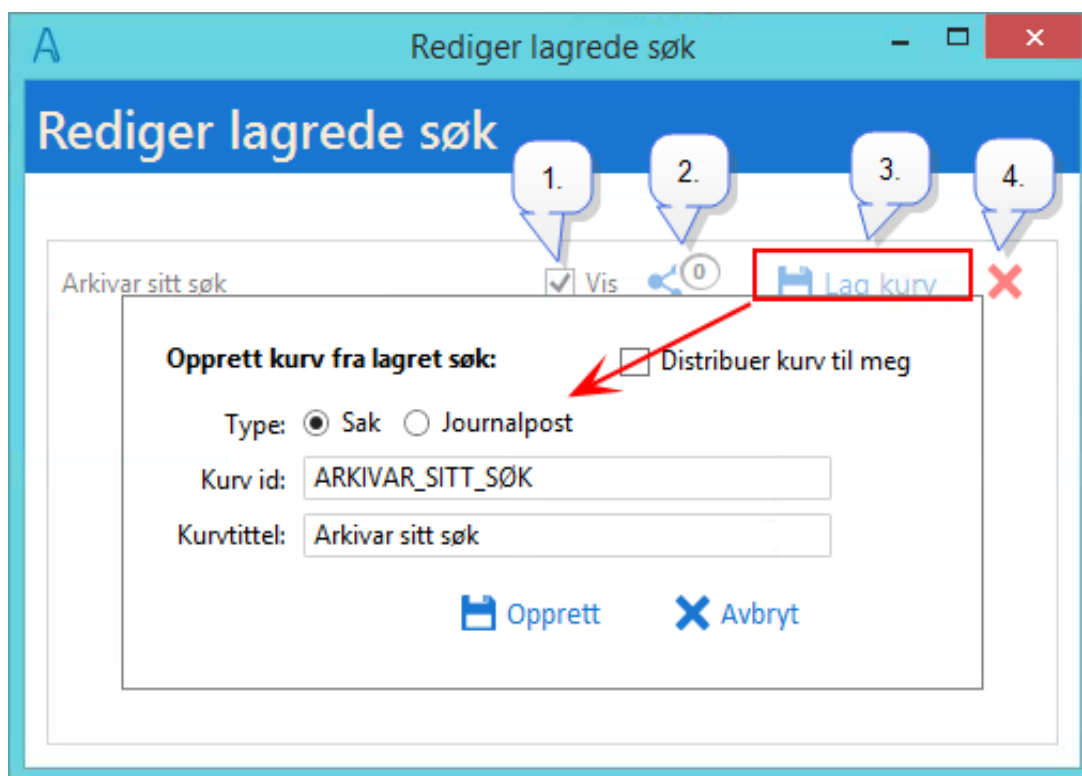 Rediger lagrede søk
Rediger lagrede søk
1. 2. 3. 4.
Arkivar sitt søk Vis 0 Lag kurv
Opprett kurv fra lagret søk: Distribuer kurv til meg
Type: Sak Journalpost
Kurv id: ARKIVAR_SITT_SØK
Kurvtittel: Arkivar sitt søk
Opprett Avbryt